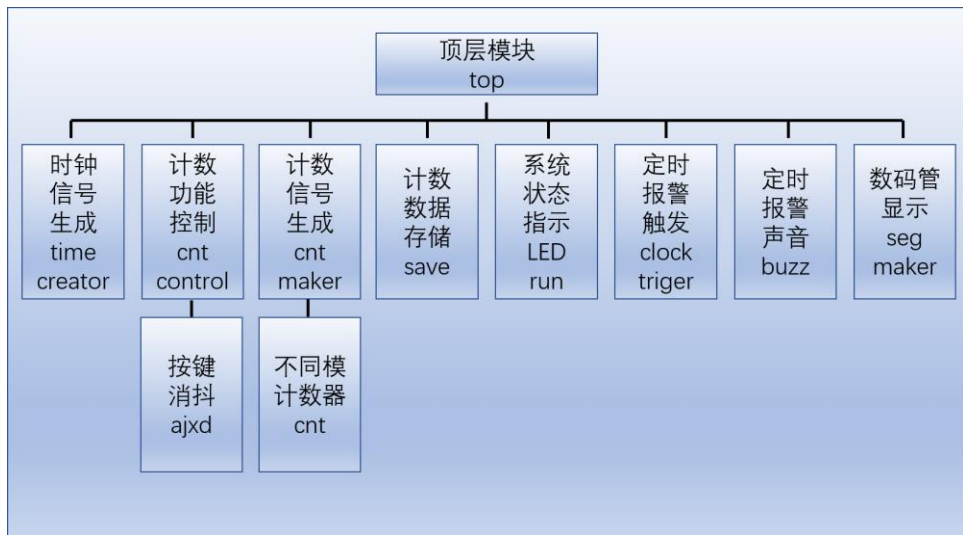 顶层模块
top
时钟
信号
生成
time
creator
计数
功能
控制
cnt
control
计数
信号
生成
cnt
maker
计数
数据
存储
save
系统
状态
指示
LED
run
定时
报警
触发
clock
triger
定时
报警
声音
buzz
数码管
显示
seg
maker
按键
消抖
ajxd
不同模
计数器
cnt